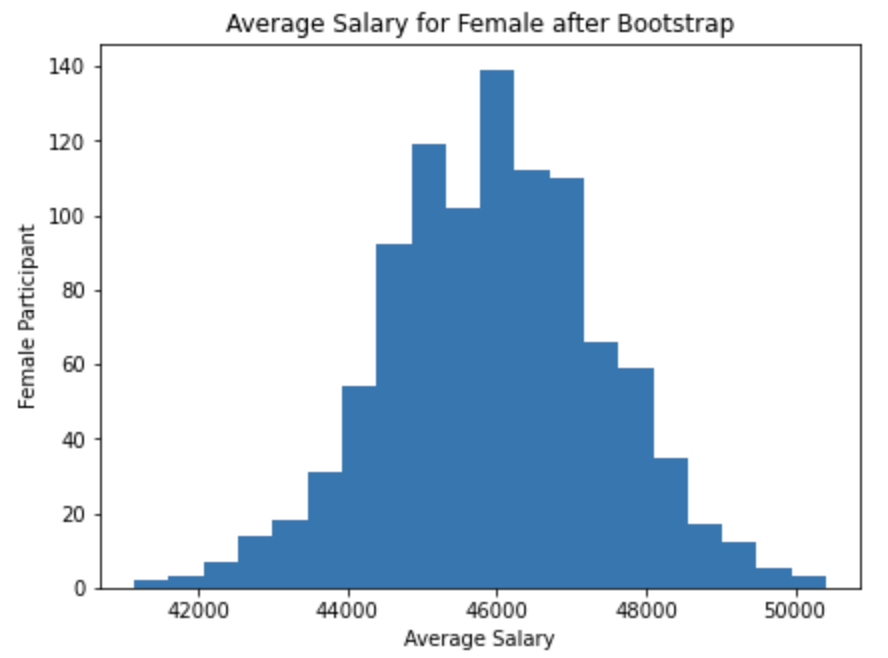 Average Salary for Female after Bootstrap
140
120
100
80
60
40
20
0
Female Participant
42000 44000 46000 48000 50000
Average Salary